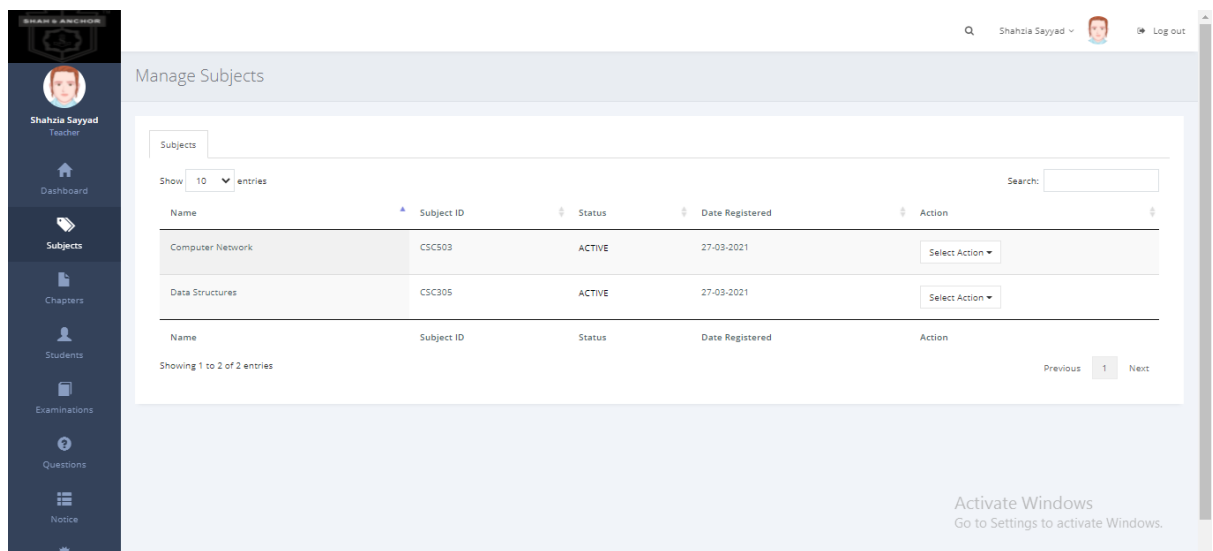 SHAH & ANCHOR
Shahzia Sayyad
Log out
Shahzia Sayyad
Teacher
Dashboard
Subjects
Chapters
Students
Examinations
Questions
Notice
Manage Subjects
Subjects
Show 10 entries
Search:
Name Subject ID Status Date Registered Action
Computer Network CSC503 ACTIVE 27-03-2021 Select Action
Data Structures CSC305 ACTIVE 27-03-2021 Select Action
Name Subject ID Status Date Registered Action
Showing 1 to 2 of 2 entries
Previous 1 Next
Activate Windows
Go to Settings to activate Windows.